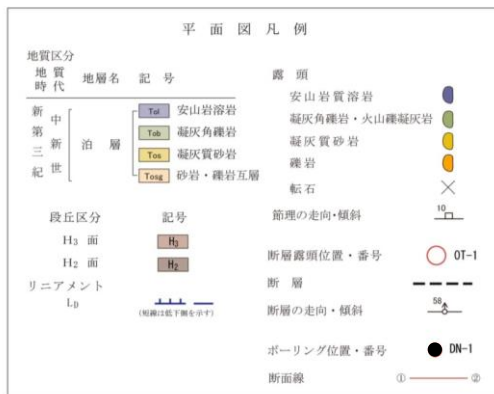 平面図凡例
地質区分
地質時代 地層名 記号
新第三紀 中新世 泊層
Tal 安山岩溶岩
Tob 凝灰角礫岩
Tos 凝灰質砂岩
Tosg 砂岩・礫岩互層
段丘区分 記号
H3 面 H3
H2 面 H2
リニアメント
LD
(短線は低下側を示す)
露頭
安山岩質溶岩
凝灰角礫岩・火山礫凝灰岩
凝灰質砂岩
礫岩
転石
節理の走向・傾斜 10
断層露頭位置・番号 OT-1
断層
断層の走向・傾斜 58
ボーリング位置・番号 DN-1
断面線 ① ②